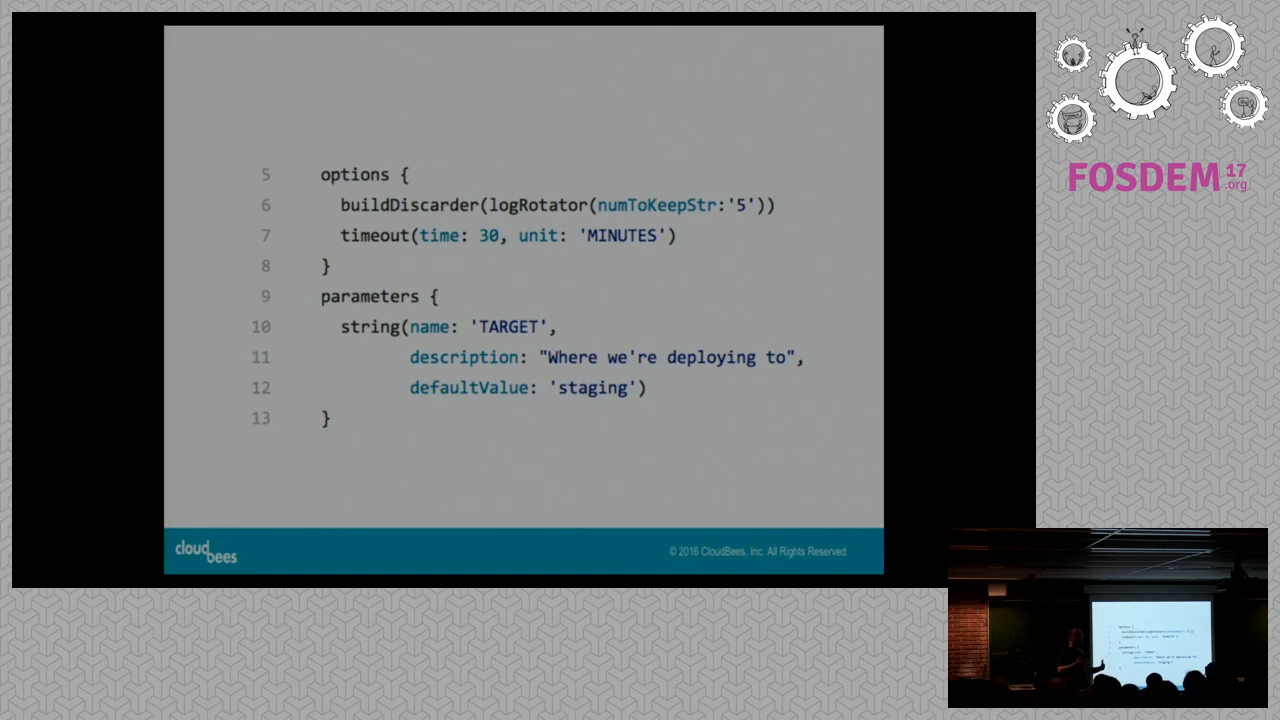 5 options {
6 buildDiscarder(logRotator(numToKeepStr:'5'))
7 timeout(time: 30, unit: 'MINUTES')
8 }
9 parameters {
10 string(name: 'TARGET',
11 description: "Where we're deploying to",
12 defaultValue: 'staging')
13 }
cloudbees
© 2016 CloudBees, Inc. All Rights Reserved.
FOSDEM 17
.org